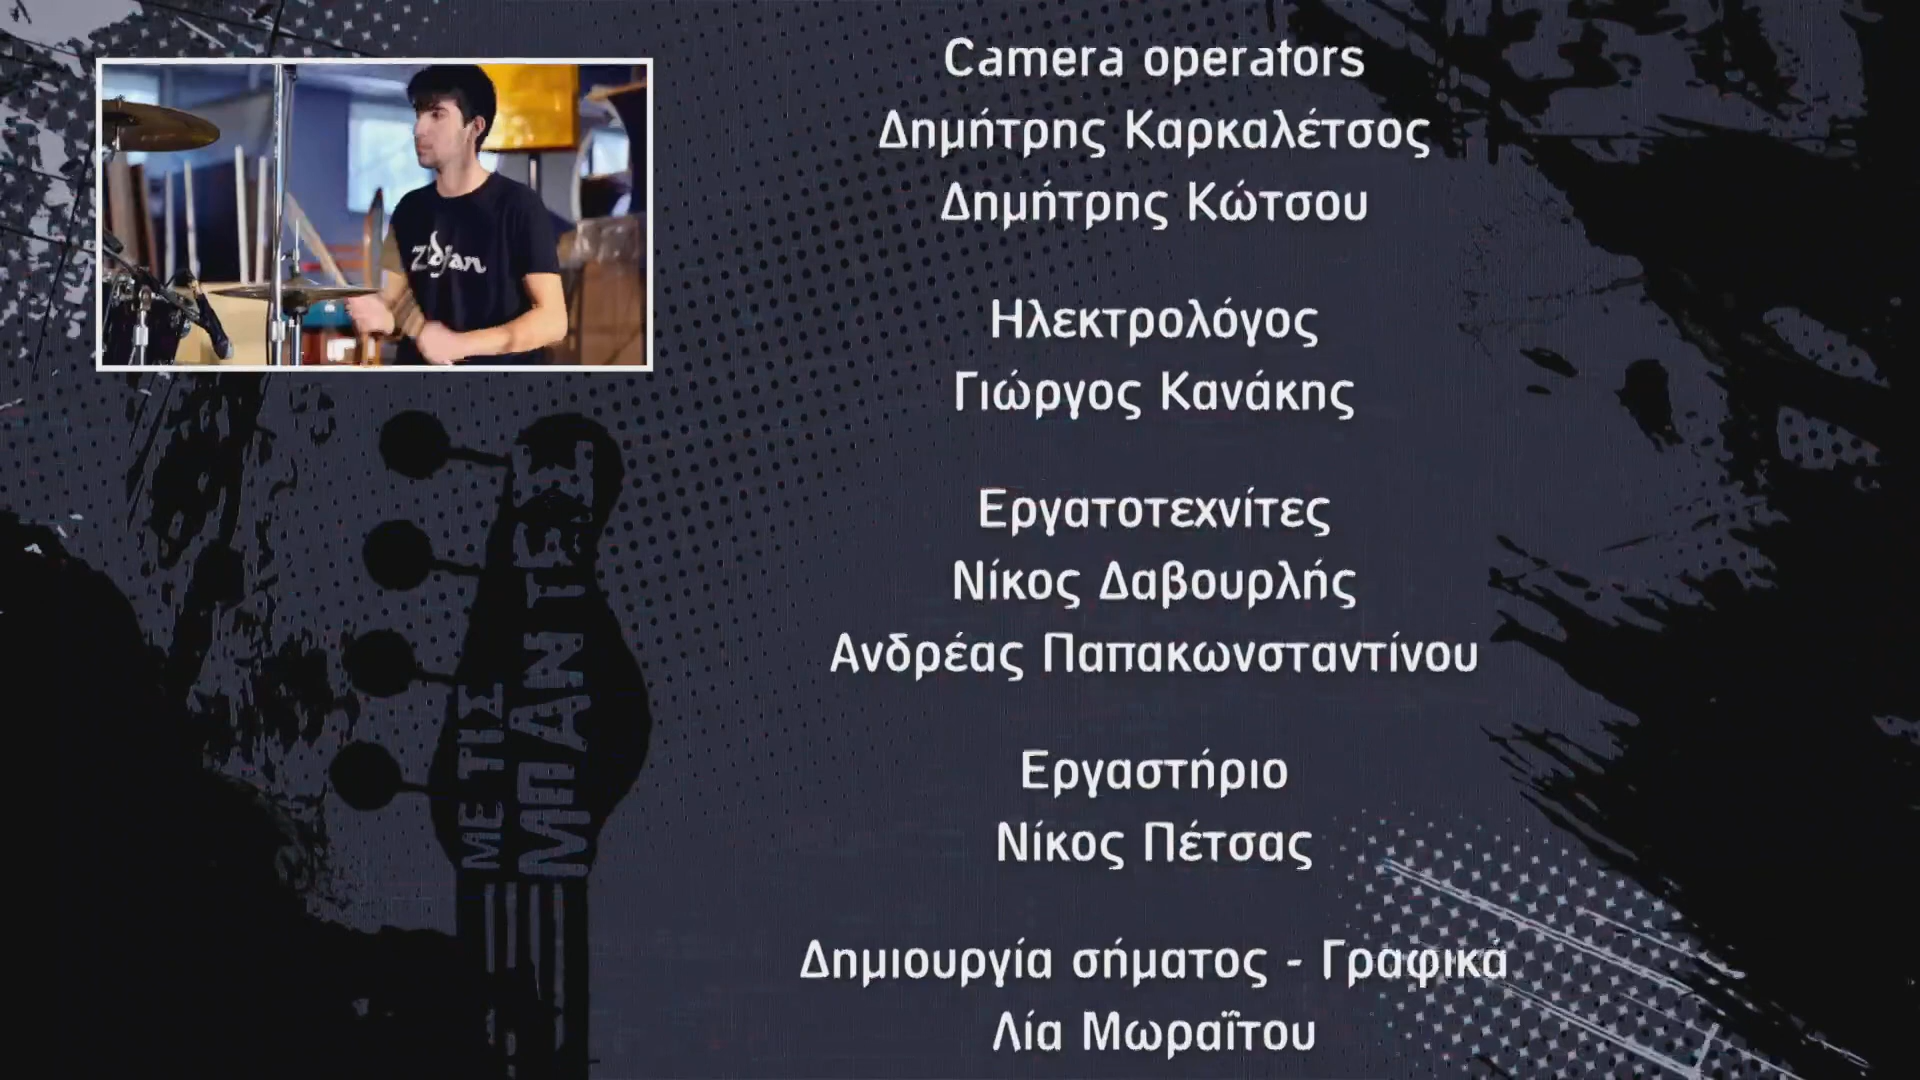 Camera operators
Δημήτρης Καρκαλέτσος
Δημήτρης Κώτσου
Ηλεκτρολόγος
Γιώργος Κανάκης
Εργατοτεχνίτες
Νίκος Δαβουρλής
Ανδρέας Παπακωνσταντίνου
Εργαστήριο
Νίκος Πέτσας
Δημιουργία σήματος - Γραφικά
Λία Μωραΐτου
Zildjian
ΜΕ ΤΙΣ